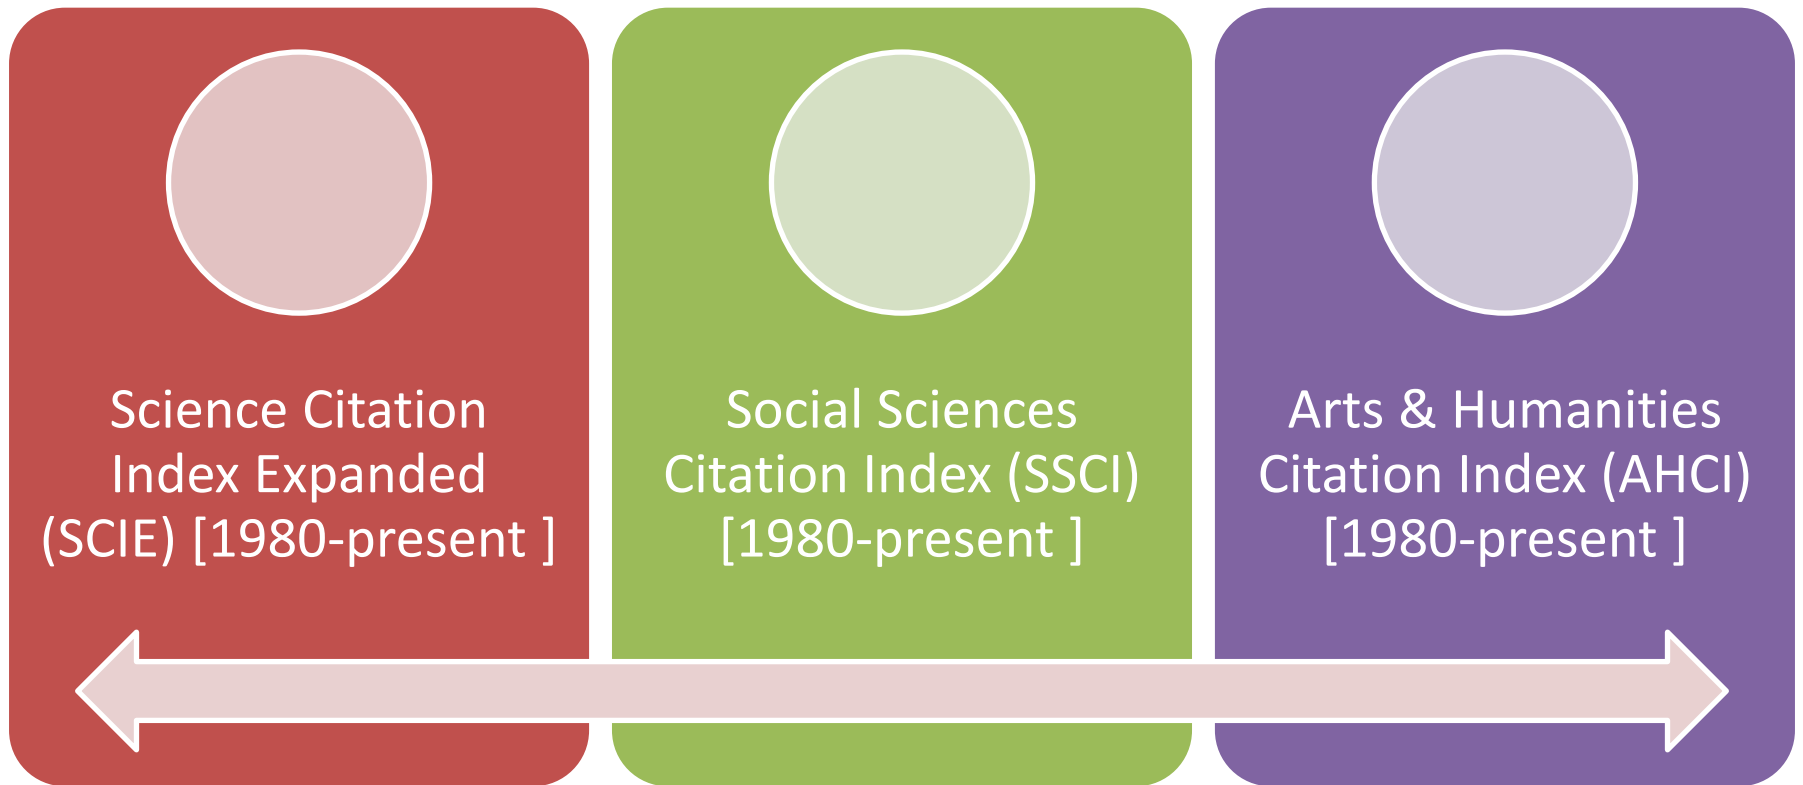 Science Citation
Index Expanded
(SCIE) [1980-present ]
Social Sciences
Citation Index (SSCI)
[1980-present ]
Arts & Humanities
Citation Index (AHCI)
[1980-present ]